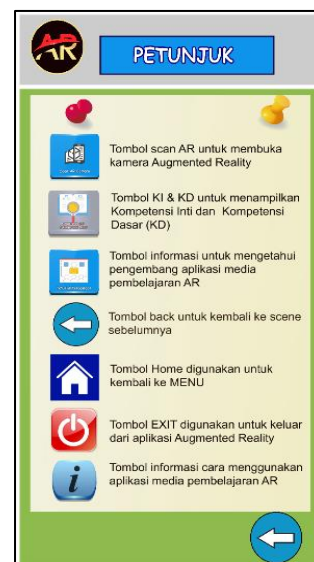 AR
PETUNJUK
Tombol scan AR untuk membuka
kamera Augmented Reality
Tombol KI & KD untuk menampilkan
Kompetensi Inti dan Kompetensi
Dasar (KD)
Tombol informasi untuk mengetahui
pengembang aplikasi media
pembelajaran AR
Tombol back untuk kembali ke scene
sebelumnya
Tombol Home digunakan untuk
kembali ke MENU
Tombol EXIT digunakan untuk keluar
dari aplikasi Augmented Reality
i
Tombol informasi cara menggunakan
aplikasi media pembelajaran AR